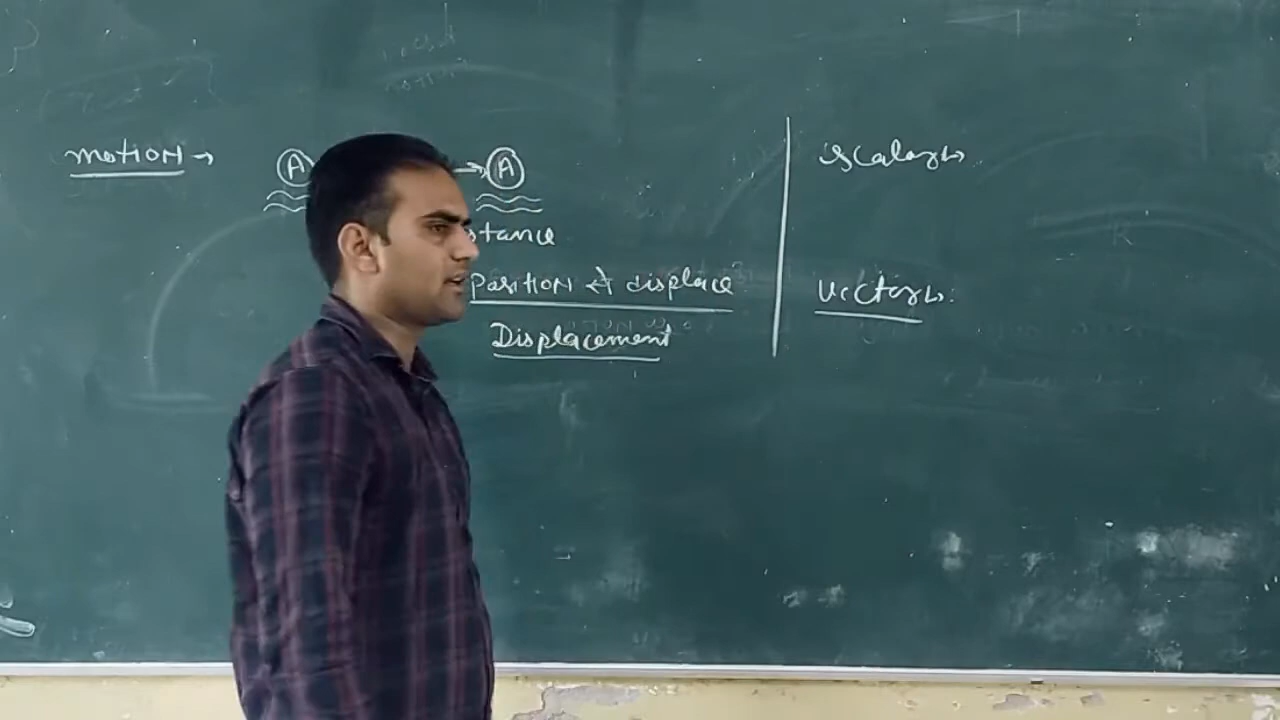 motion →
A → A
stance
Position displace
Displacement
Scalars
Vectors: